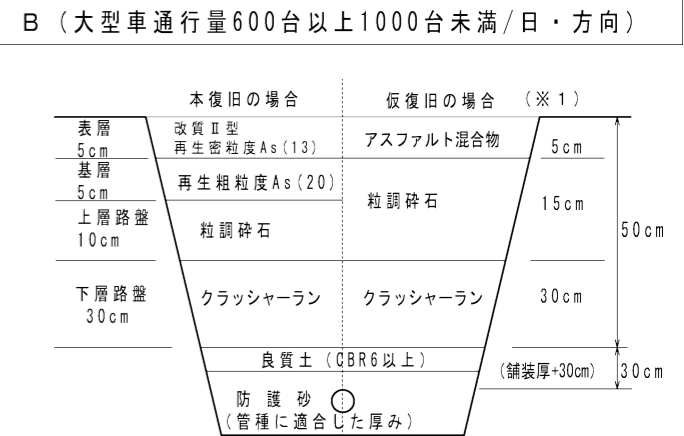 B（大型車通行量600台以上1000台未満/日・方向）
本復旧の場合
仮復旧の場合
（※１）
表層
5cm
改質Ⅱ型
再生密粒度As(13)
アスファルト混合物
5cm
基層
5cm
再生粗粒度As(20)
粒調砕石
15cm
上層路盤
10cm
粒調砕石
50cm
下層路盤
30cm
クラッシャーラン
クラッシャーラン
30cm
良質土（CBR6以上）
(舗装厚+30cm)
30cm
防護砂
(管種に適合した厚み)